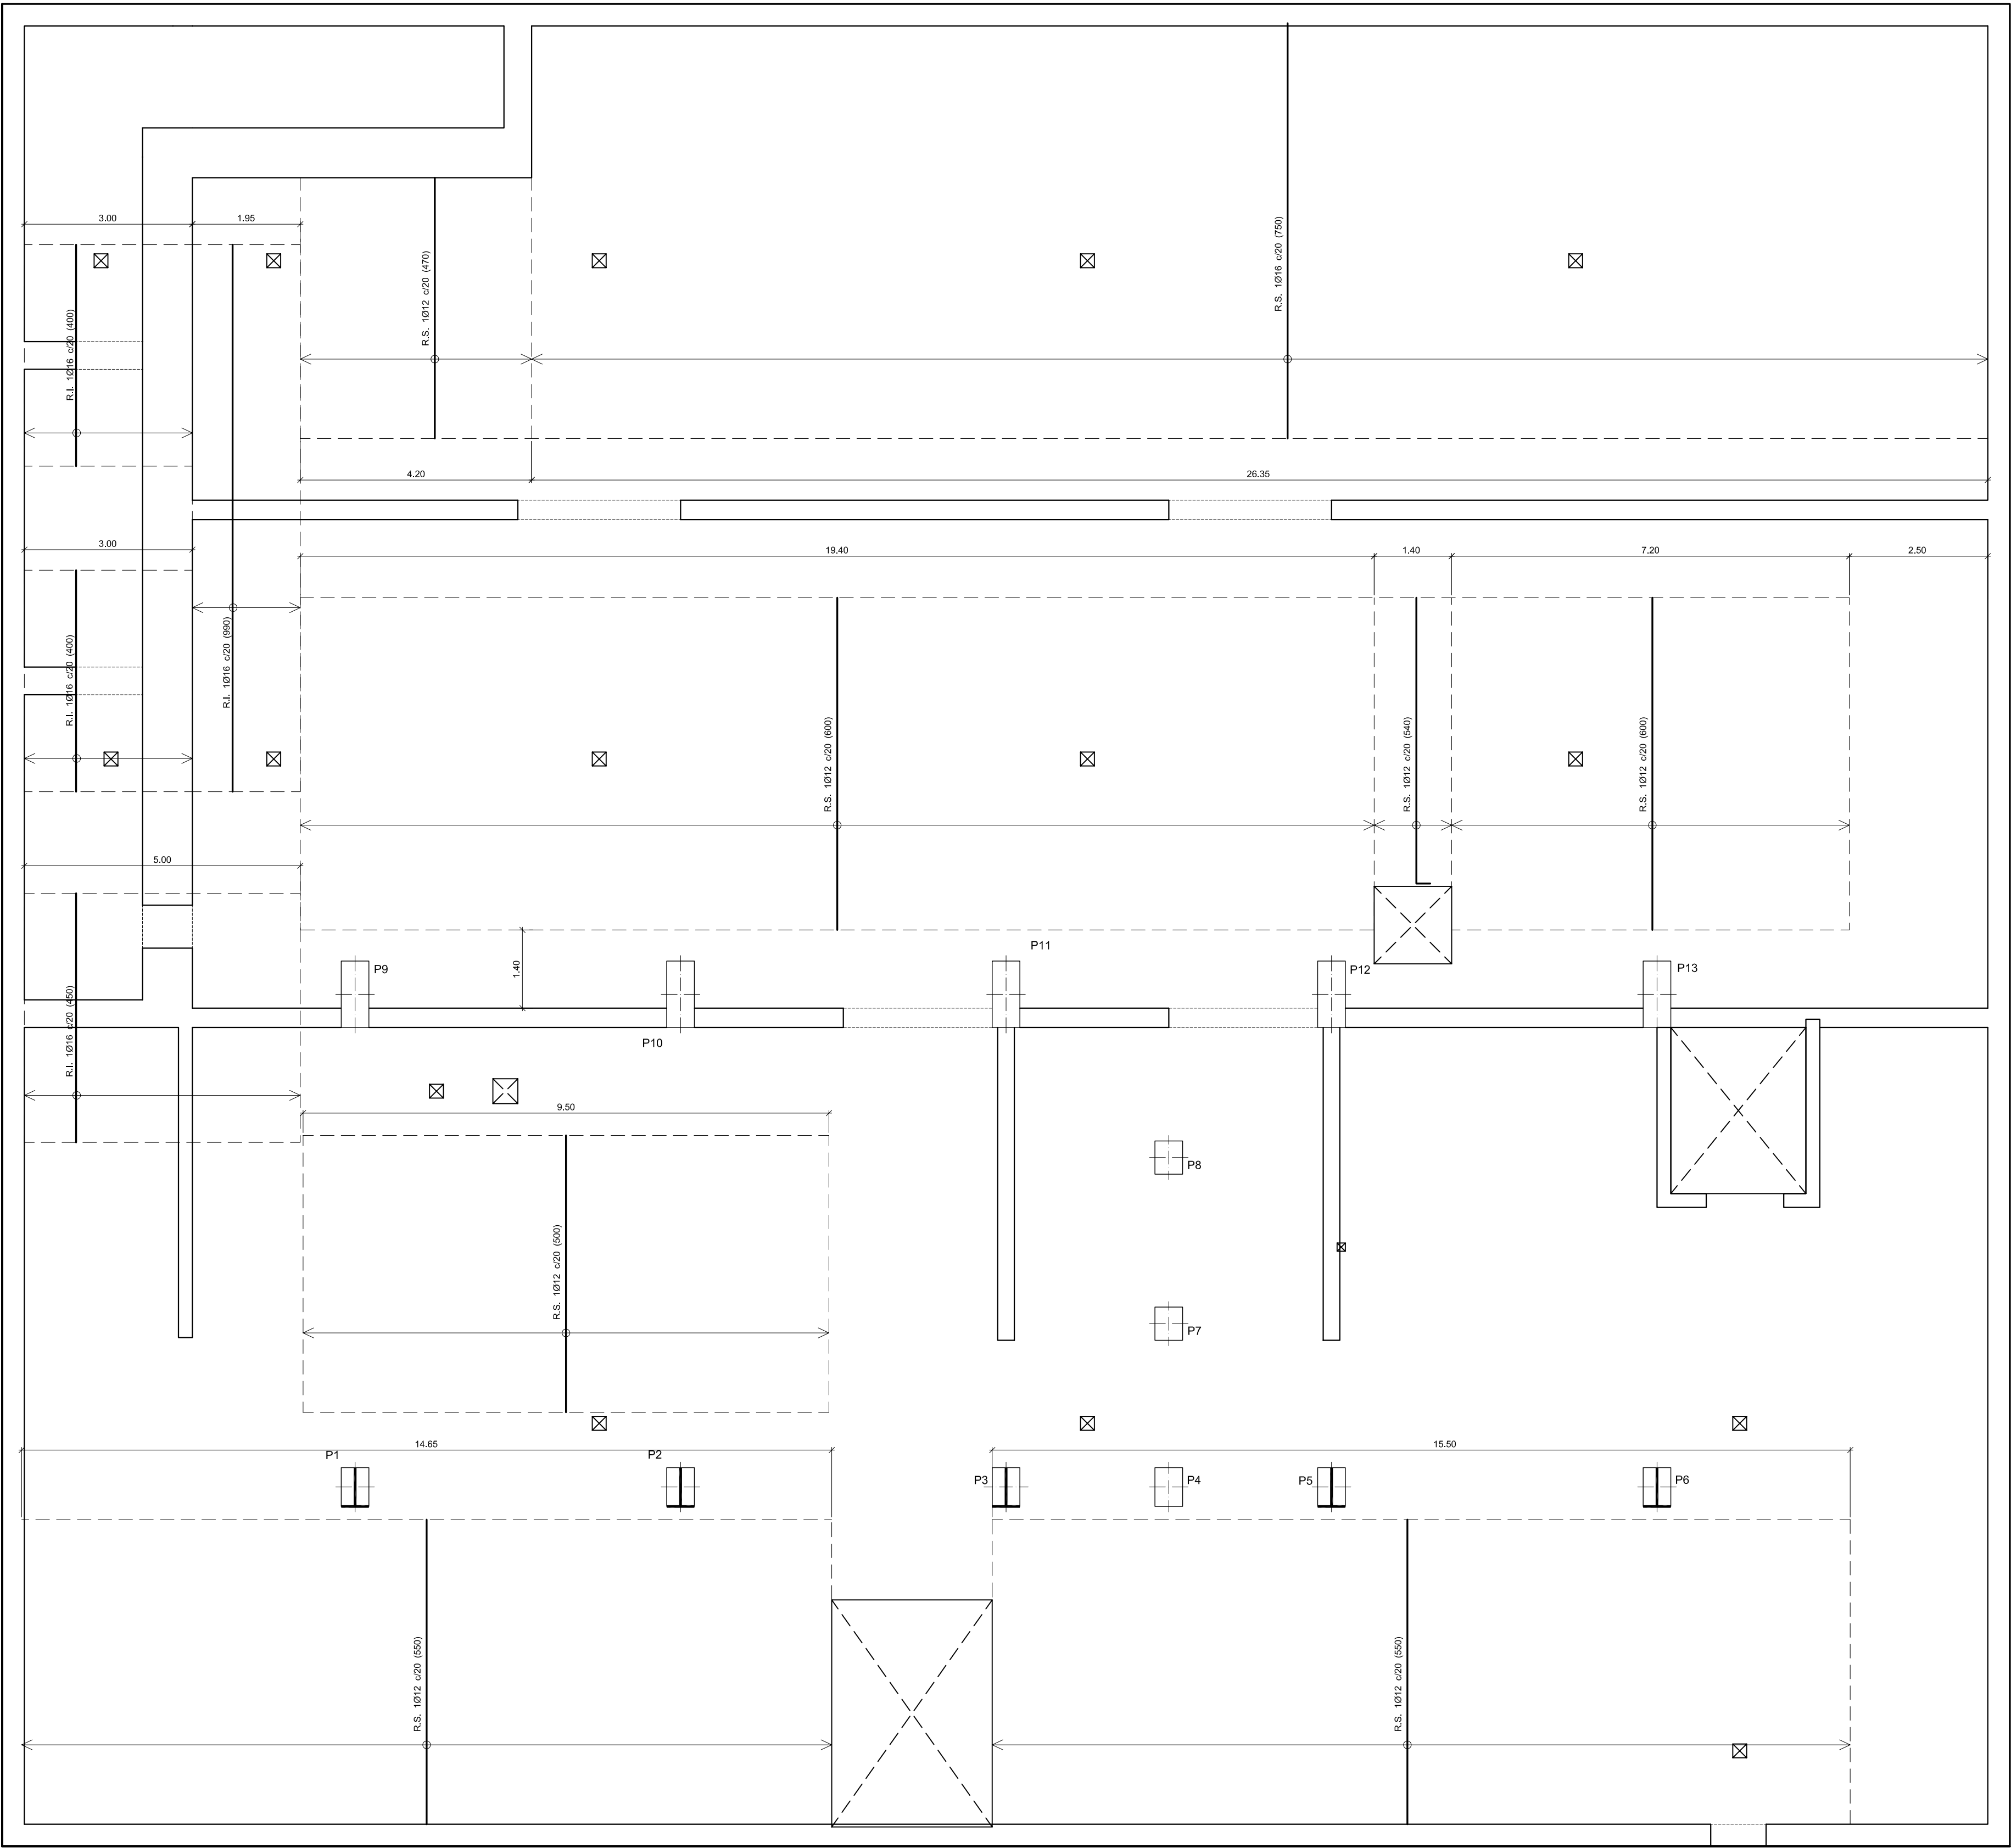 3.00
1.95
R.I. 1Ø16 c/20 (400)
R.S. 1Ø12 c/20 (470)
R.S. 1Ø16 c/20 (750)
4.20
26.35
3.00
19.40
1.40
7.20
2.50
R.I. 1Ø16 c/20 (400)
R.I. 1Ø16 c/20 (990)
R.S. 1Ø12 c/20 (600)
R.S. 1Ø12 c/20 (540)
R.S. 1Ø12 c/20 (600)
5.00
P11
P9
1.40
P12
P13
R.I. 1Ø16 c/20 (450)
P10
9.50
P8
R.S. 1Ø12 c/20 (500)
P7
14.65
15.50
P1
P2
P3
P4
P5
P6
R.S. 1Ø12 c/20 (550)
R.S. 1Ø12 c/20 (550)